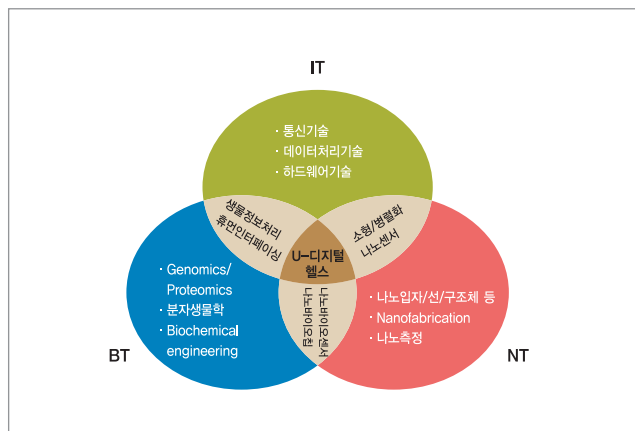 IT
· 통신기술
· 데이터처리기술
· 하드웨어기술
생물정보처리
휴먼인터페이싱
소형/병렬화
나노센서
U-디지털
헬스
· Genomics/
Proteomics
· 분자생물학
· Biochemical
engineering
나노바이오센서
나노바이오칩
· 나노입자/선/구조체 등
· Nanofabrication
· 나노측정
BT
NT